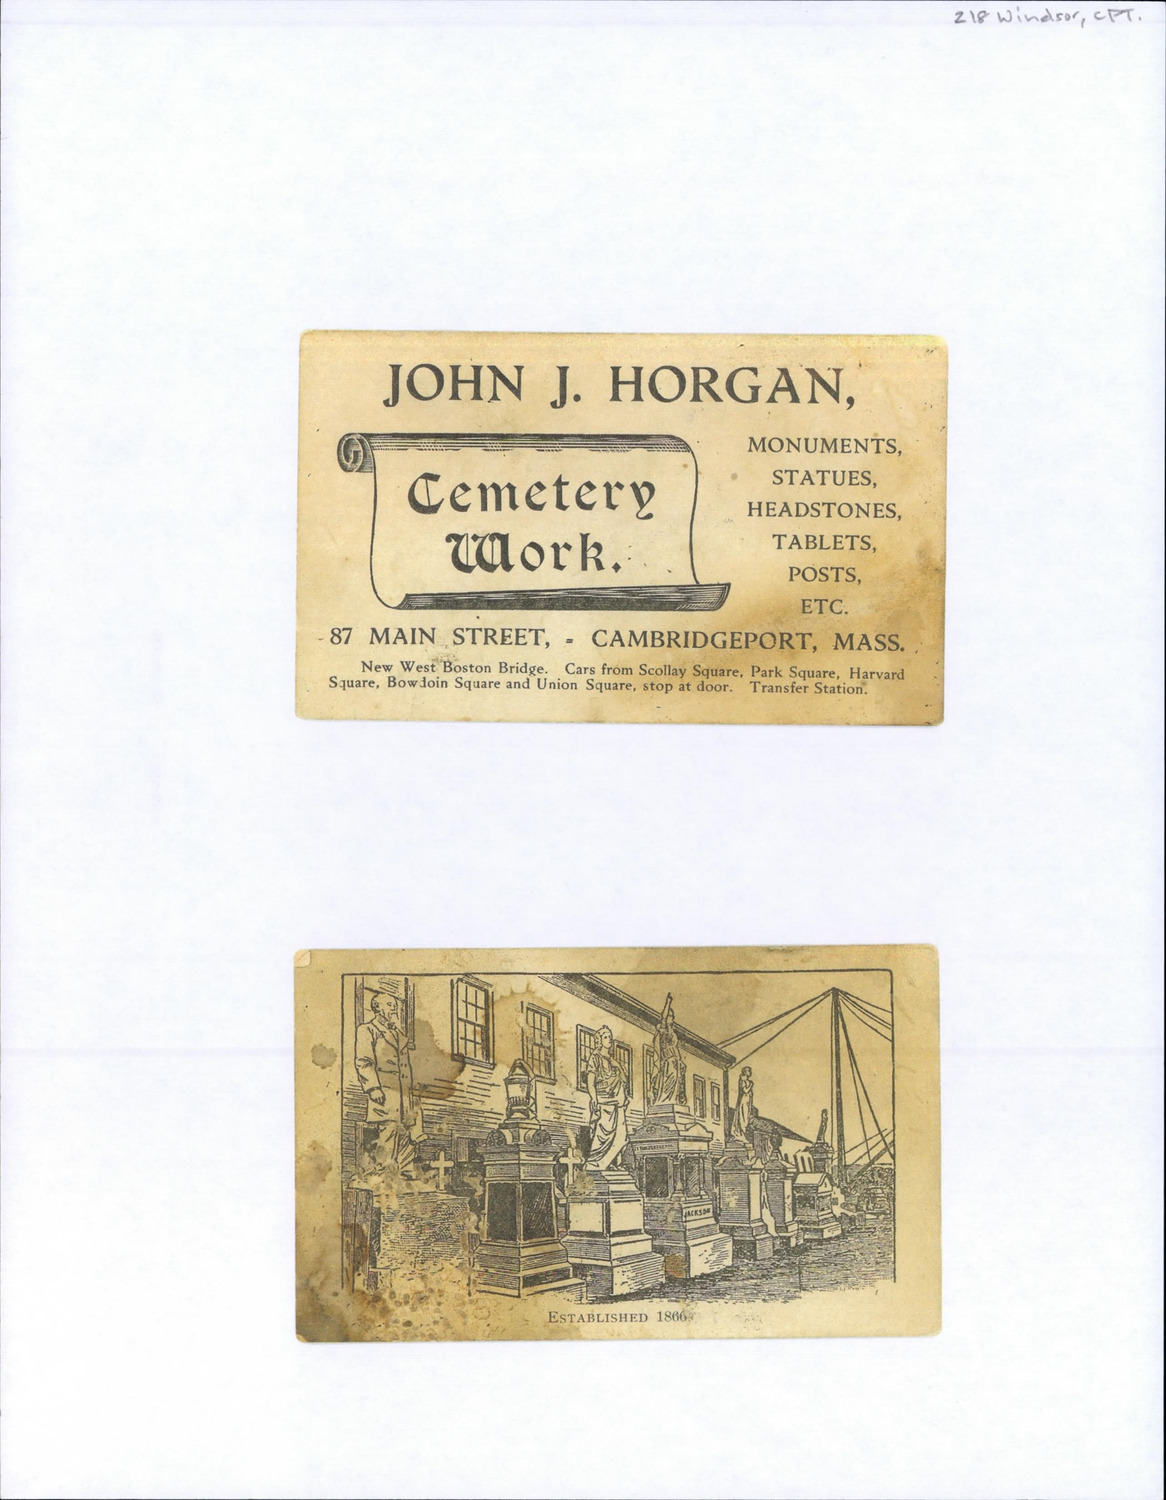 218 Windsor, CPT.
JOHN J. HORGAN,
Cemetery
Work.
MONUMENTS,
STATUES,
HEADSTONES,
TABLETS,
POSTS,
ETC.
87 MAIN STREET, - CAMBRIDGEPORT, MASS.
New West Boston Bridge. Cars from Scollay Square, Park Square, Harvard
Square, Bowdoin Square and Union Square, stop at door. Transfer Station.
JACKSON
ESTABLISHED 1866